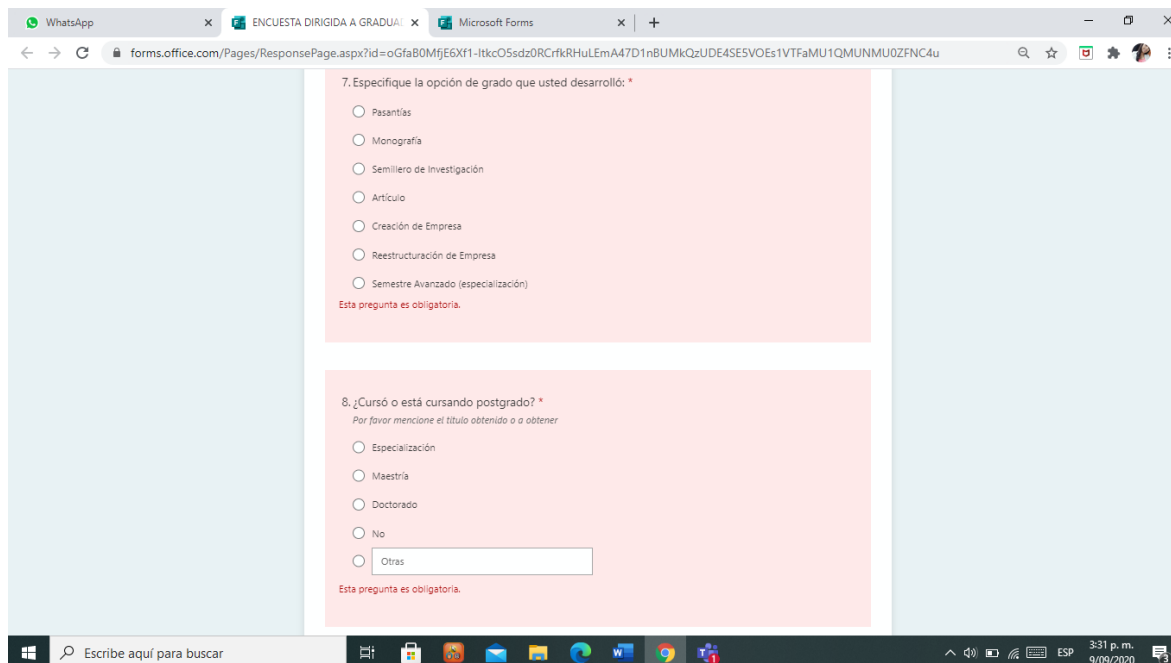 WhatsApp
ENCUESTA DIRIGIDA A GRADUA
Microsoft Forms
forms.office.com/Pages/ResponsePage.aspx?id=oGfaB0MfjE6Xf1-ItkcO5sdz0RCrfkRHuLEmA47D1nBUMkQzUDE4SE5VOEs1VTFaMU1QMUNMU0ZFNC4u
7. Especifique la opción de grado que usted desarrolló: *
Pasantías
Monografía
Semillero de Investigación
Artículo
Creación de Empresa
Reestructuración de Empresa
Semestre Avanzado (especialización)
Esta pregunta es obligatoria.
8. ¿Cursó o está cursando postgrado? *
Por favor mencione el título obtenido o a obtener
Especialización
Maestría
Doctorado
No
Otras
Esta pregunta es obligatoria.
Escribe aquí para buscar
ESP
3:31 p. m.
9/09/2020